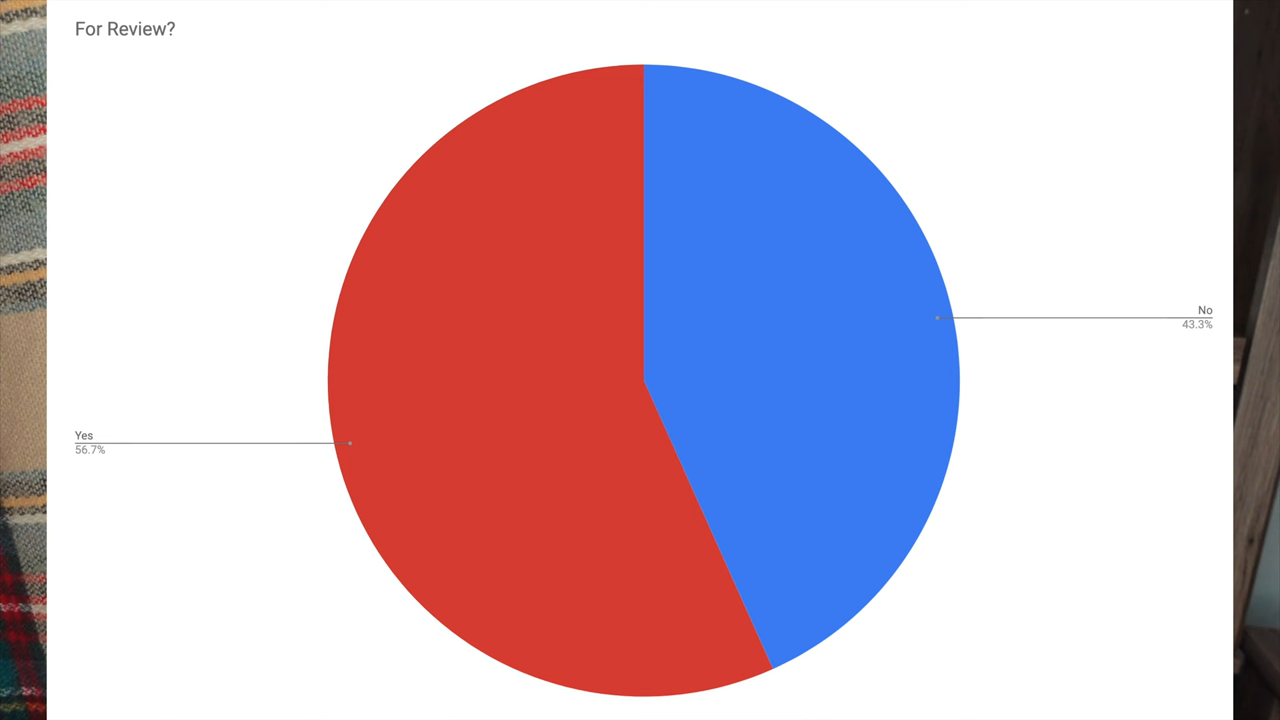 For Review?
No
43.3%
Yes
56.7%